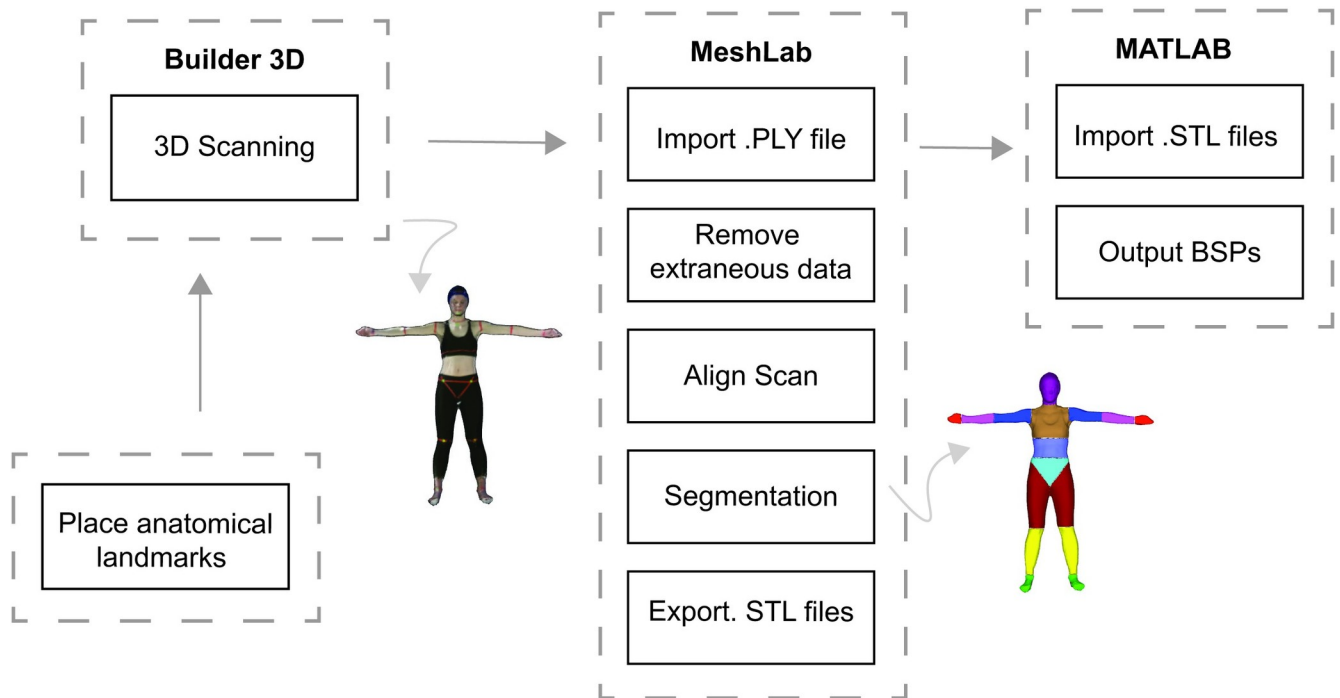 Builder 3D
3D Scanning
Place anatomical
landmarks
MeshLab
Import .PLY file
Remove
extraneous data
Align Scan
Segmentation
Export. STL files
MATLAB
Import .STL files
Output BSPs